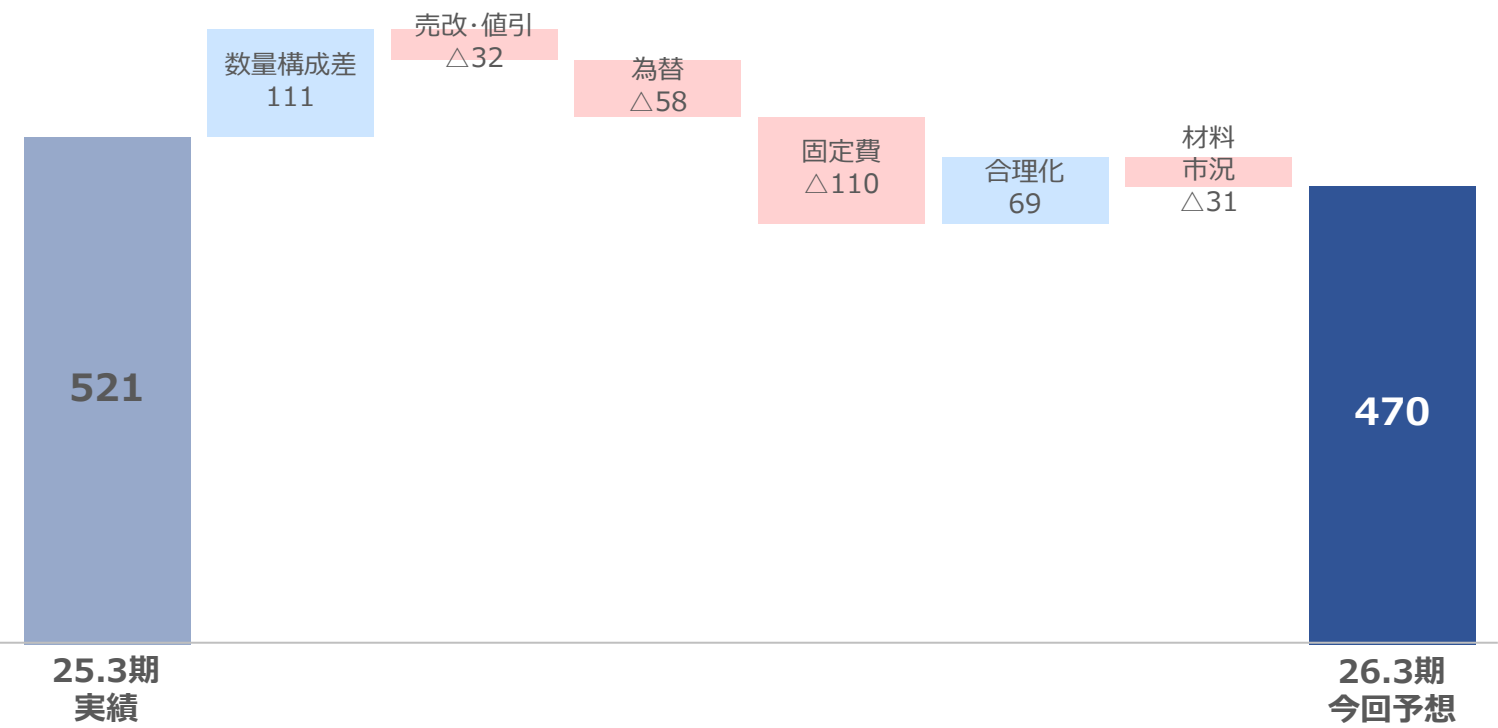 数量構成差
111
売改･値引
△32
為替
△58
固定費
△110
合理化
69
材料
市況
△31
521
470
25.3期
実績
26.3期
今回予想